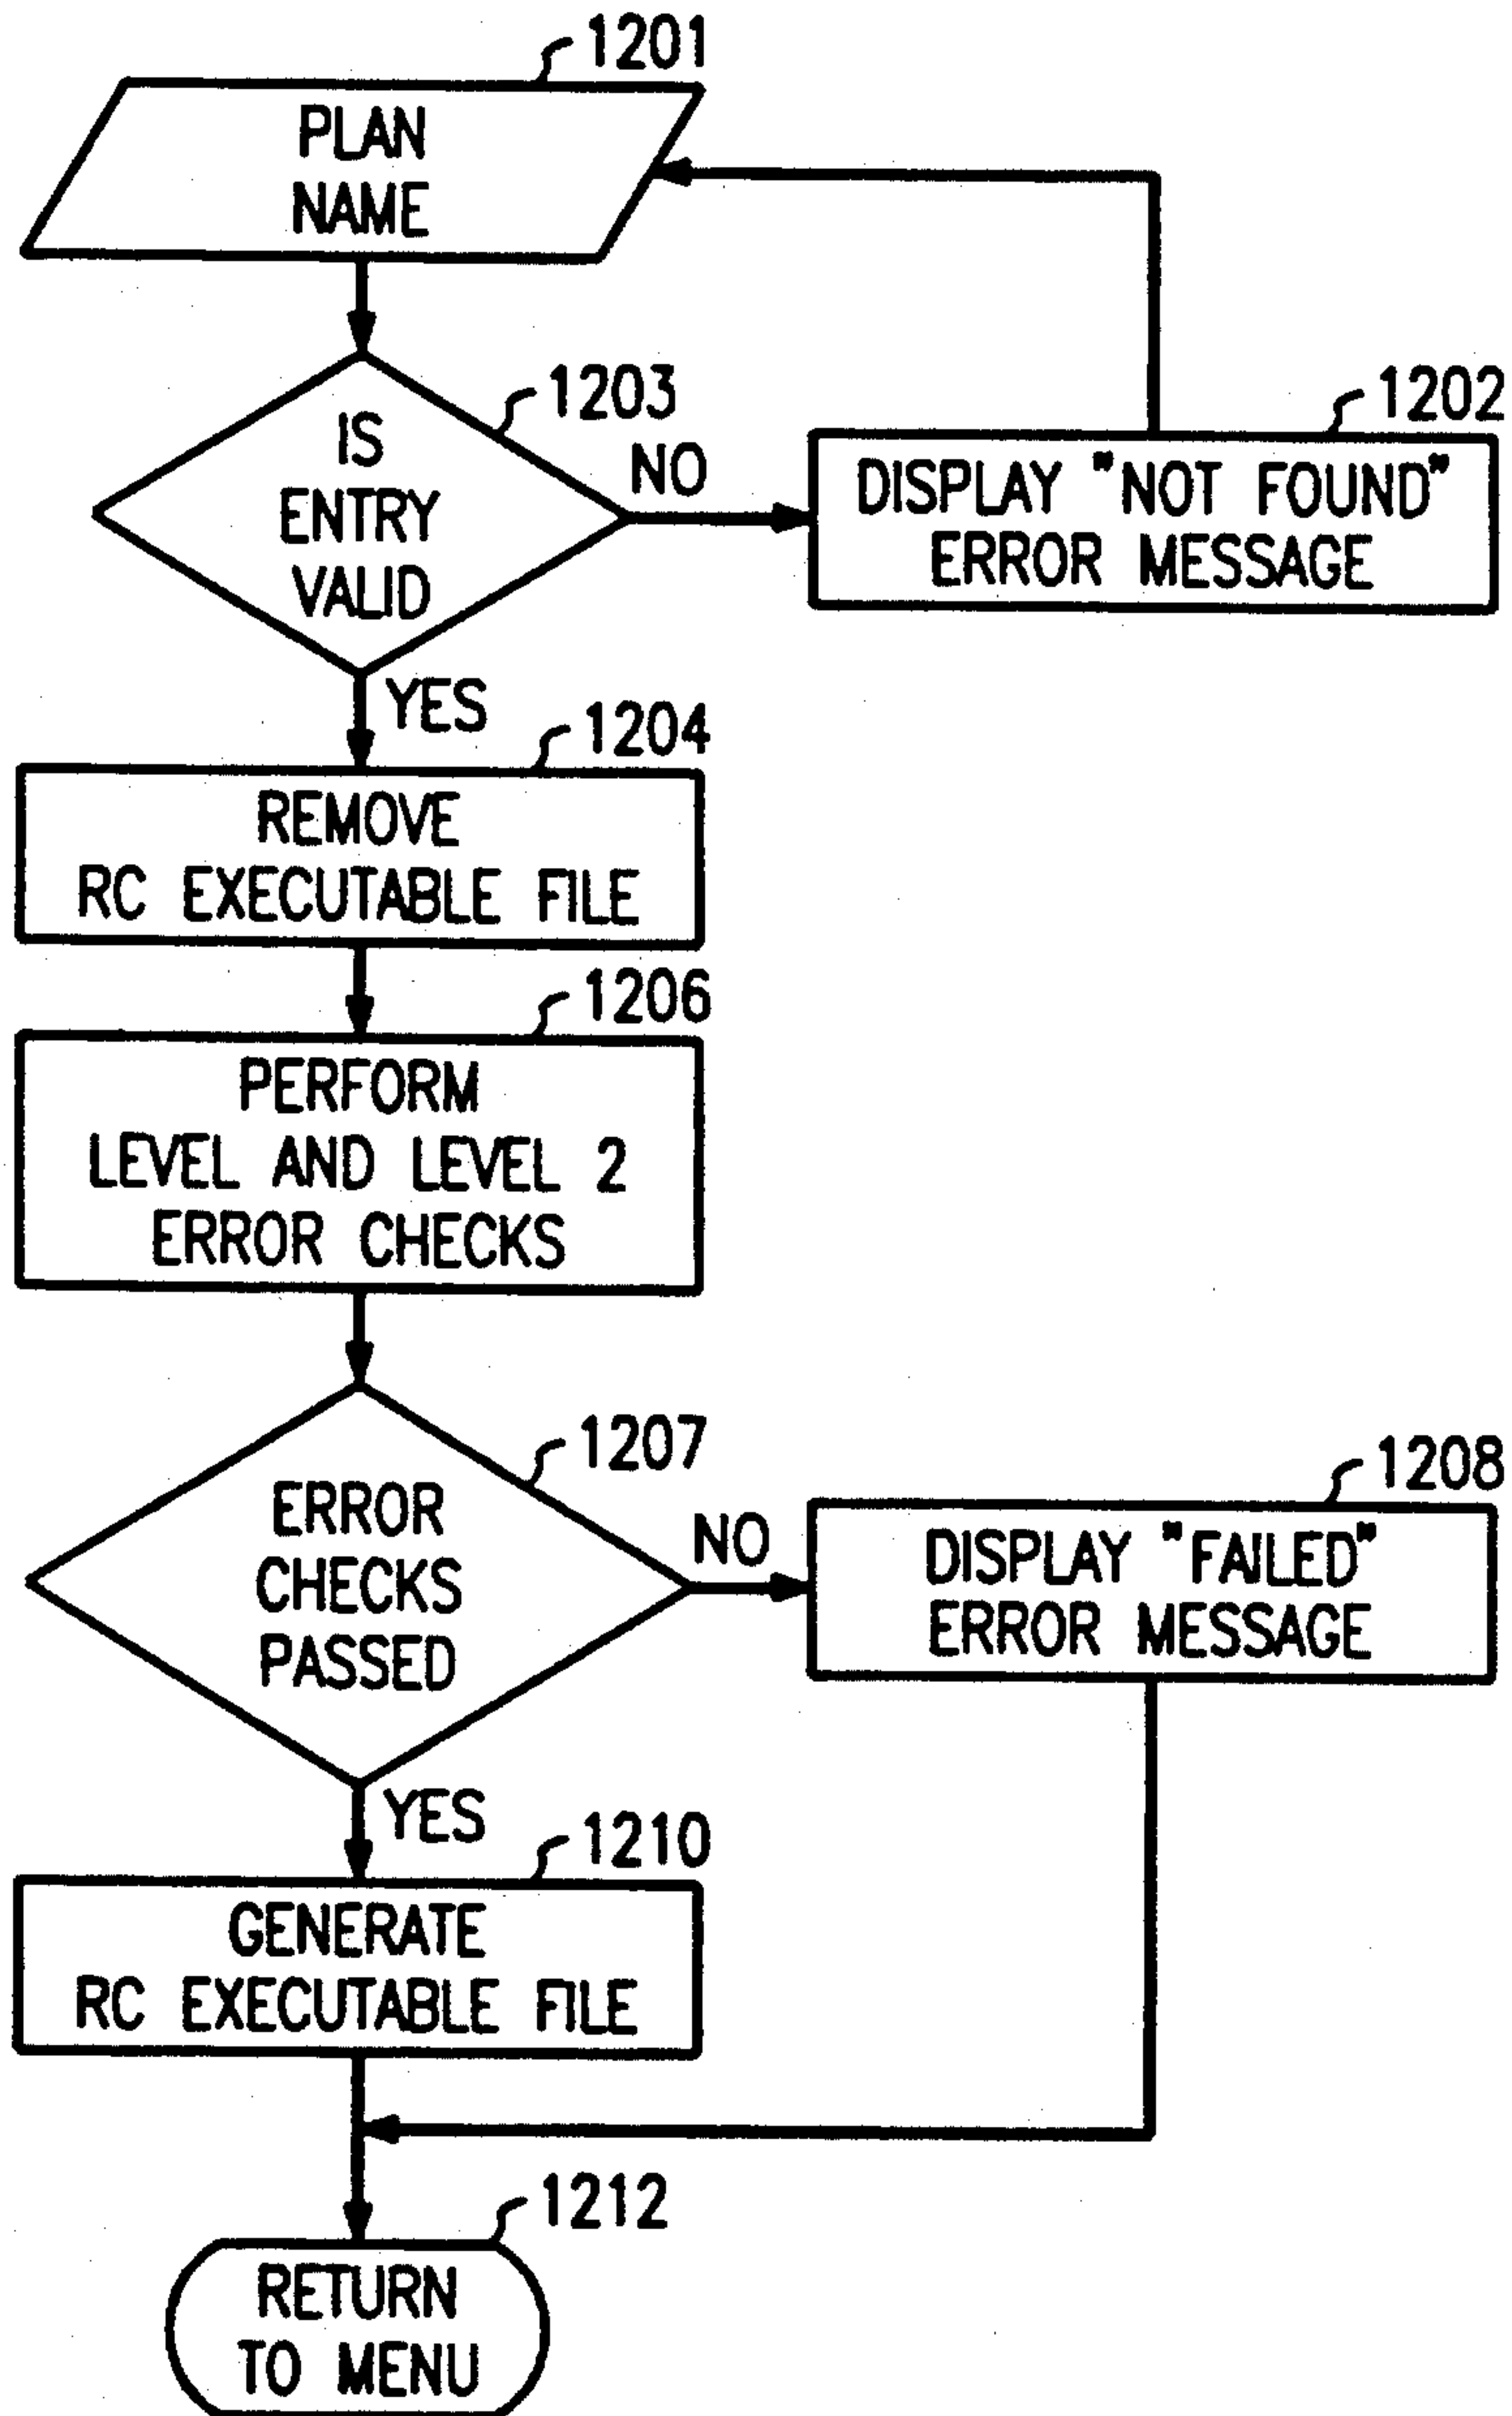 1201
PLAN
NAME
1203
IS
ENTRY
VALID
NO
1202
DISPLAY "NOT FOUND"
ERROR MESSAGE
YES
1204
REMOVE
RC EXECUTABLE FILE
1206
PERFORM
LEVEL AND LEVEL 2
ERROR CHECKS
1207
ERROR
CHECKS
PASSED
NO
1208
DISPLAY "FAILED"
ERROR MESSAGE
YES
1210
GENERATE
RC EXECUTABLE FILE
1212
RETURN
TO MENU